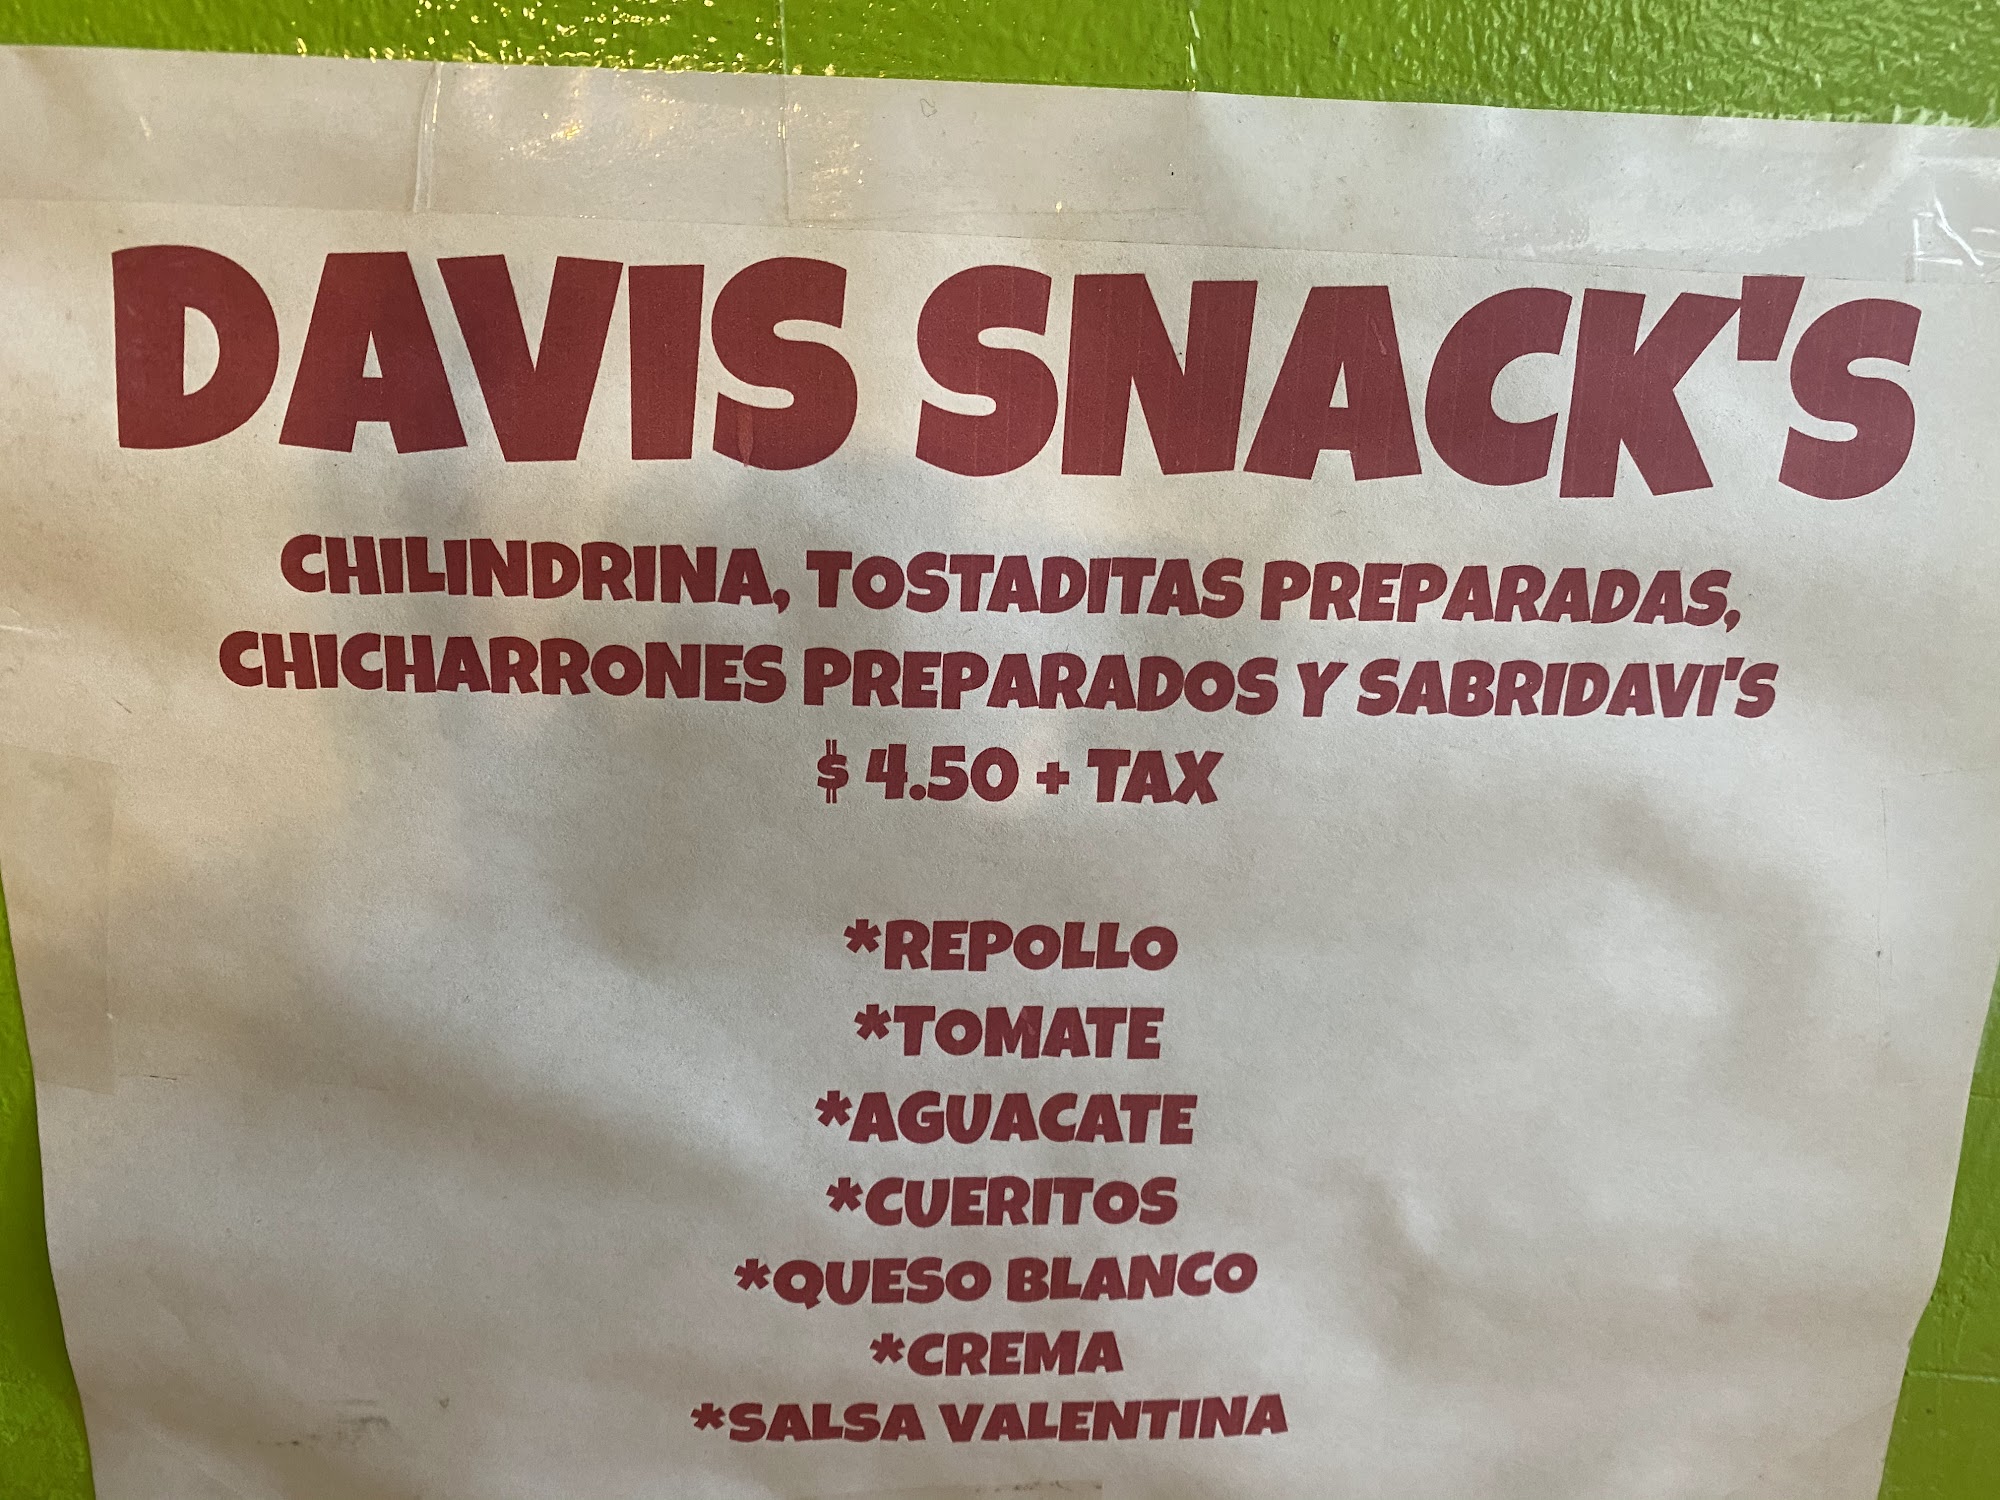 DAVIS SNACK'S
CHILINDRINA, TOSTADITAS PREPARADAS,
CHICHARRONES PREPARADOS Y SABRIDAVI'S
$ 4.50 + TAX
*REPOLLO
*TOMATE
*AGUACATE
*CUERITOS
*QUESO BLANCO
*CREMA
*SALSA VALENTINA